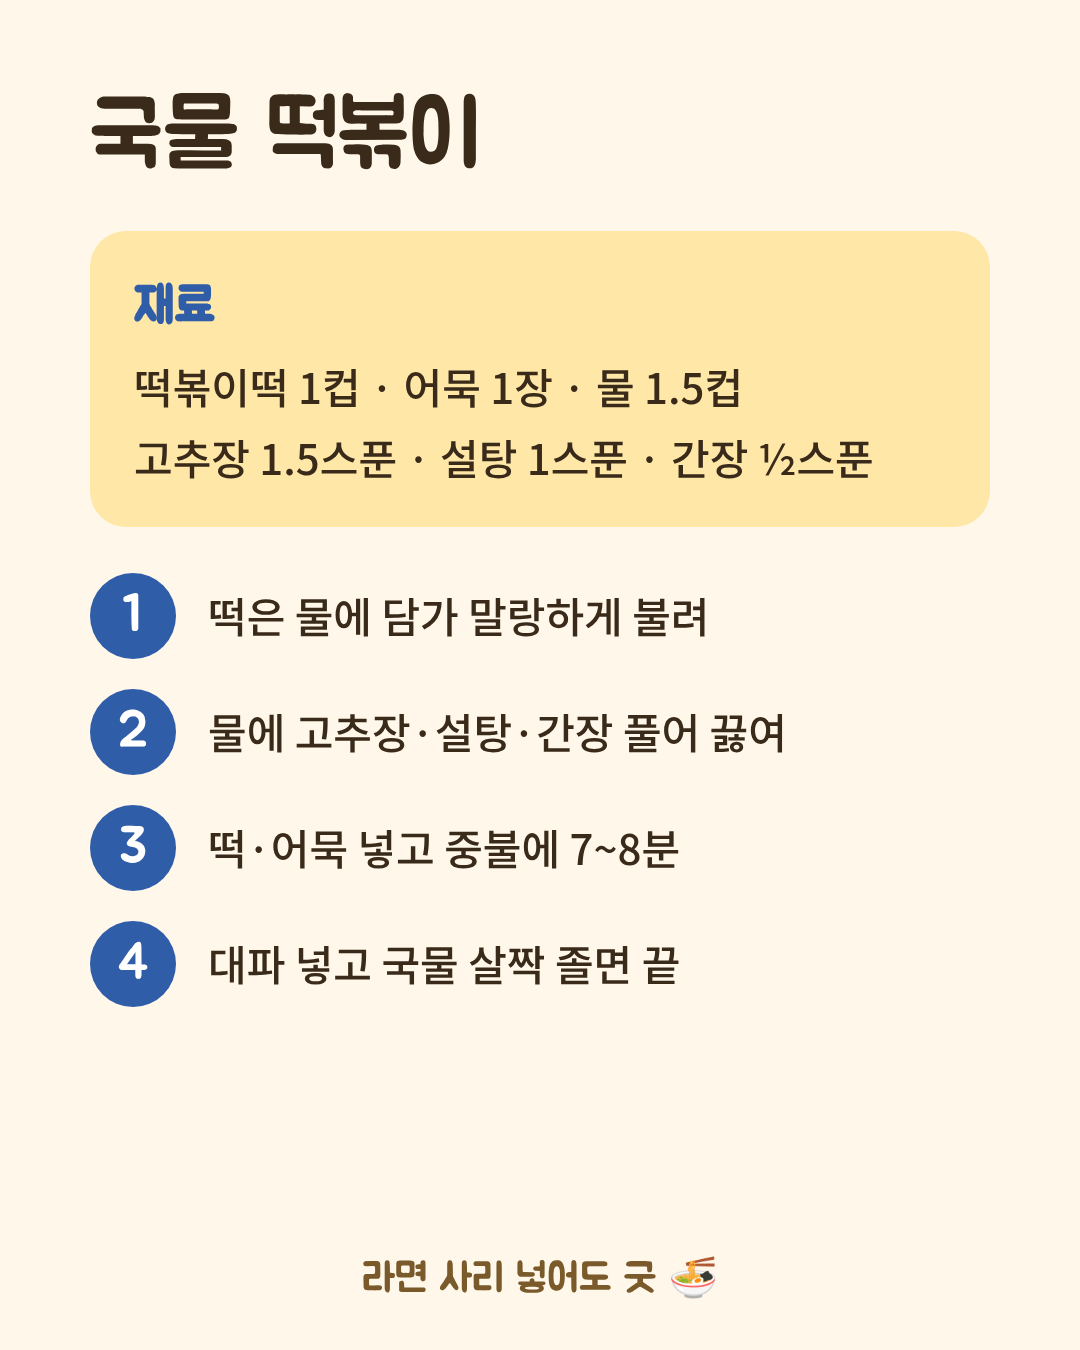 국물 떡볶이
재료
떡볶이떡 1컵 · 어묵 1장 · 물 1.5컵
고추장 1.5스푼 · 설탕 1스푼 · 간장 ½스푼
1 떡은 물에 담가 말랑하게 불려
2 물에 고추장·설탕·간장 풀어 끓여
3 떡·어묵 넣고 중불에 7~8분
4 대파 넣고 국물 살짝 졸면 끝
라면 사리 넣어도 굿 🍜